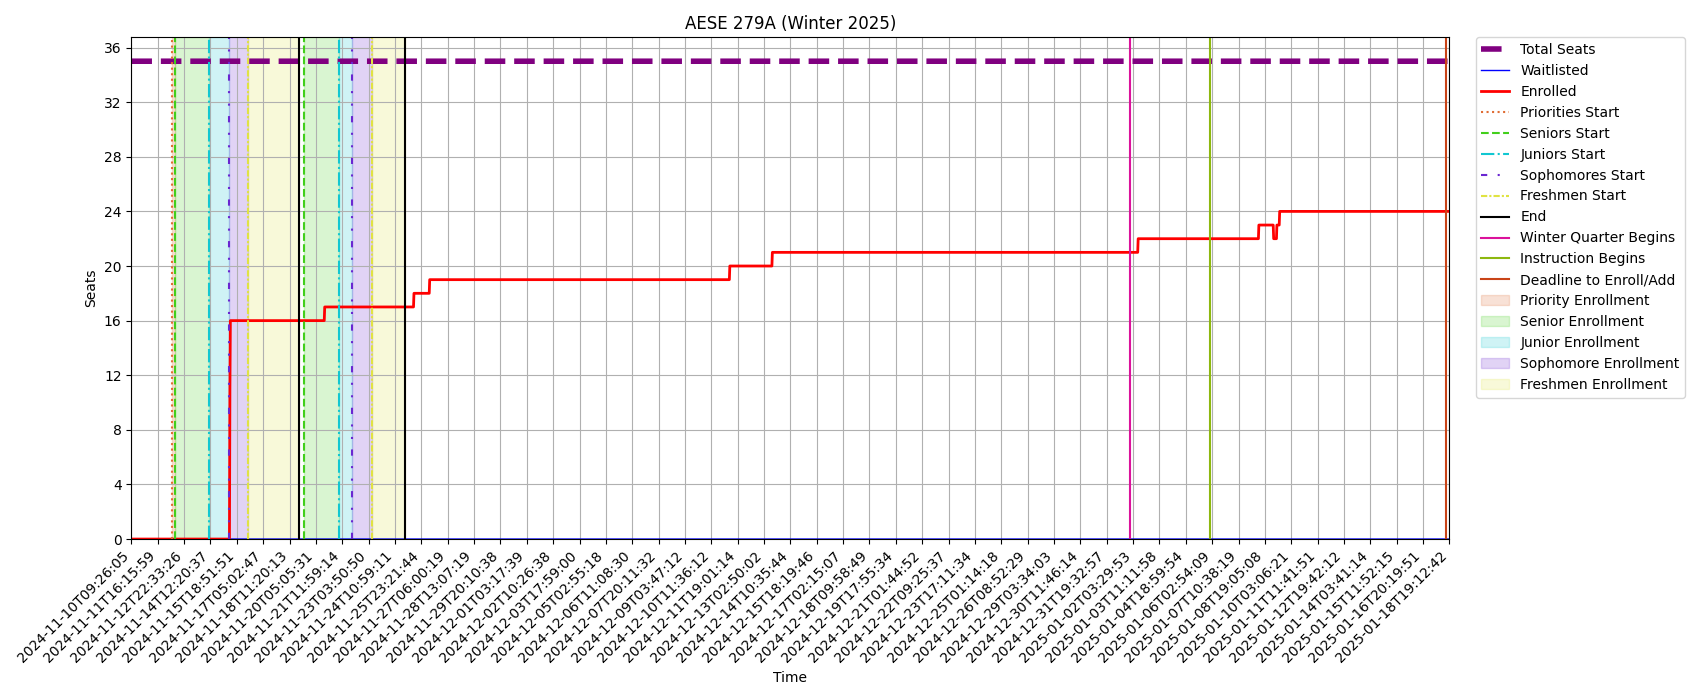 AESE 279A (Winter 2025)
Seats
36
32
28
24
20
16
12
8
4
0
2024-11-10T09:26:05
2024-11-11T16:15:59
2024-11-12T22:33:26
2024-11-14T12:20:37
2024-11-15T18:51:51
2024-11-17T05:02:47
2024-11-18T11:20:13
2024-11-20T05:05:31
2024-11-21T11:59:14
2024-11-23T03:50:50
2024-11-24T10:59:11
2024-11-25T23:21:44
2024-11-27T06:00:19
2024-11-28T13:07:19
2024-11-29T20:10:38
2024-12-01T03:17:39
2024-12-02T10:26:38
2024-12-03T17:59:00
2024-12-05T02:55:18
2024-12-06T11:08:30
2024-12-07T20:11:32
2024-12-09T03:47:12
2024-12-10T11:36:12
2024-12-11T19:01:14
2024-12-13T02:50:02
2024-12-14T10:35:44
2024-12-15T18:19:46
2024-12-17T02:15:07
2024-12-18T09:58:49
2024-12-19T17:55:34
2024-12-21T01:44:52
2024-12-22T09:25:37
2024-12-23T17:11:34
2024-12-25T01:14:18
2024-12-26T08:52:29
2024-12-29T03:34:03
2024-12-30T11:46:14
2024-12-31T19:32:57
2025-01-02T03:29:53
2025-01-03T11:11:58
2025-01-04T18:59:54
2025-01-06T02:54:09
2025-01-07T10:38:19
2025-01-08T19:05:08
2025-01-10T03:06:21
2025-01-11T11:41:51
2025-01-12T19:42:12
2025-01-14T03:41:14
2025-01-15T11:52:15
2025-01-16T20:19:51
2025-01-18T19:12:42
Time
Total Seats
Waitlisted
Enrolled
Priorities Start
Seniors Start
Juniors Start
Sophomores Start
Freshmen Start
End
Winter Quarter Begins
Instruction Begins
Deadline to Enroll/Add
Priority Enrollment
Senior Enrollment
Junior Enrollment
Sophomore Enrollment
Freshmen Enrollment